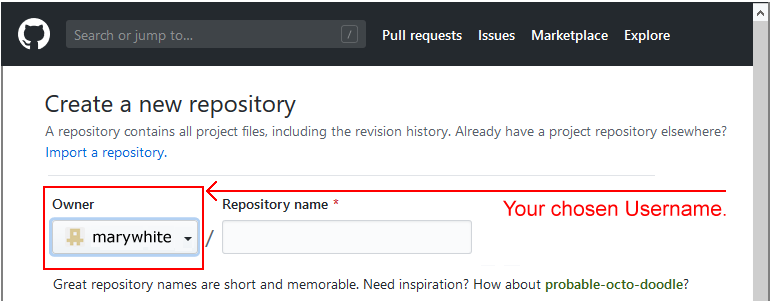 Search or jump to... / Pull requests Issues Marketplace Explore
Create a new repository
A repository contains all project files, including the revision history. Already have a project repository elsewhere?
Import a repository.
Owner Repository name *
Your chosen Username.
marywhite /
Great repository names are short and memorable. Need inspiration? How about probable-octo-doodle?